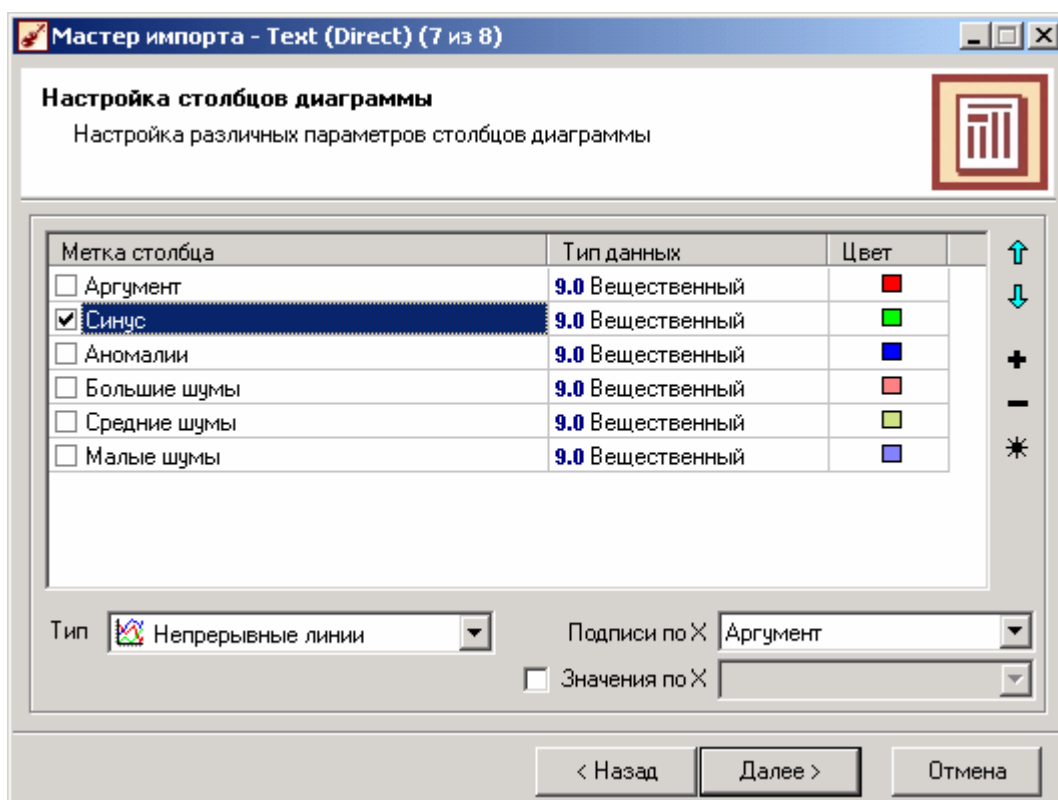 Мастер импорта - Text (Direct) (7 из 8)
Настройка столбцов диаграммы
Настройка различных параметров столбцов диаграммы
Метка столбца Тип данных Цвет
Аргумент 9.0 Вещественный
Синус 9.0 Вещественный
Аномалии 9.0 Вещественный
Большие шумы 9.0 Вещественный
Средние шумы 9.0 Вещественный
Малые шумы 9.0 Вещественный
Тип Непрерывные линии Подписи по X Аргумент
Значения по X
< Назад Далее > Отмена